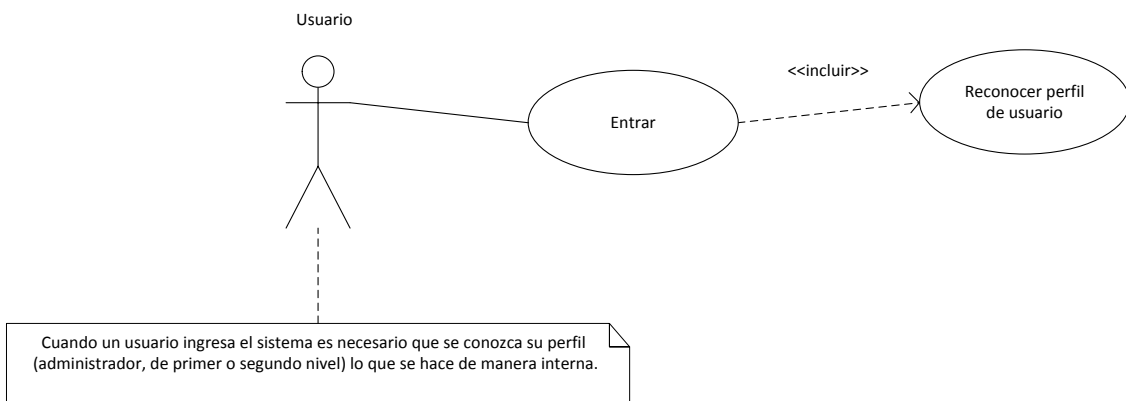 Usuario
<<incluir>>
Entrar
Reconocer perfil
de usuario
Cuando un usuario ingresa el sistema es necesario que se conozca su perfil
(administrador, de primer o segundo nivel) lo que se hace de manera interna.